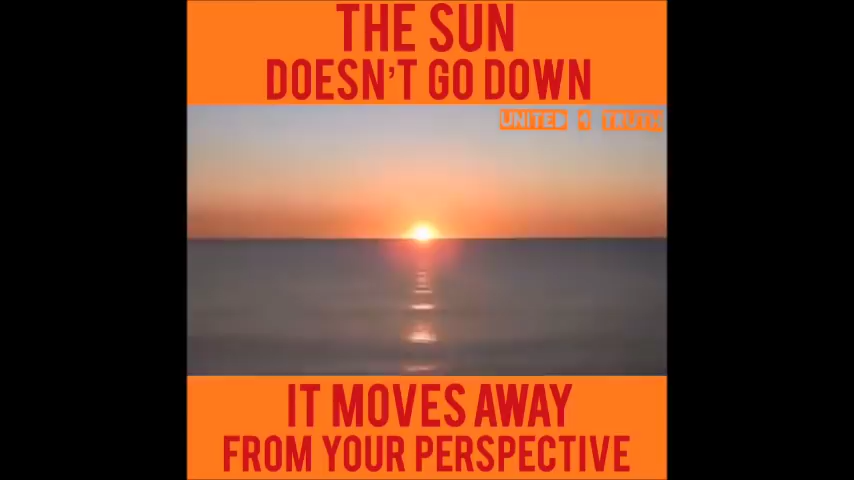 THE SUN
DOESN'T GO DOWN
UNITED 4 TRUTH
IT MOVES AWAY
FROM YOUR PERSPECTIVE